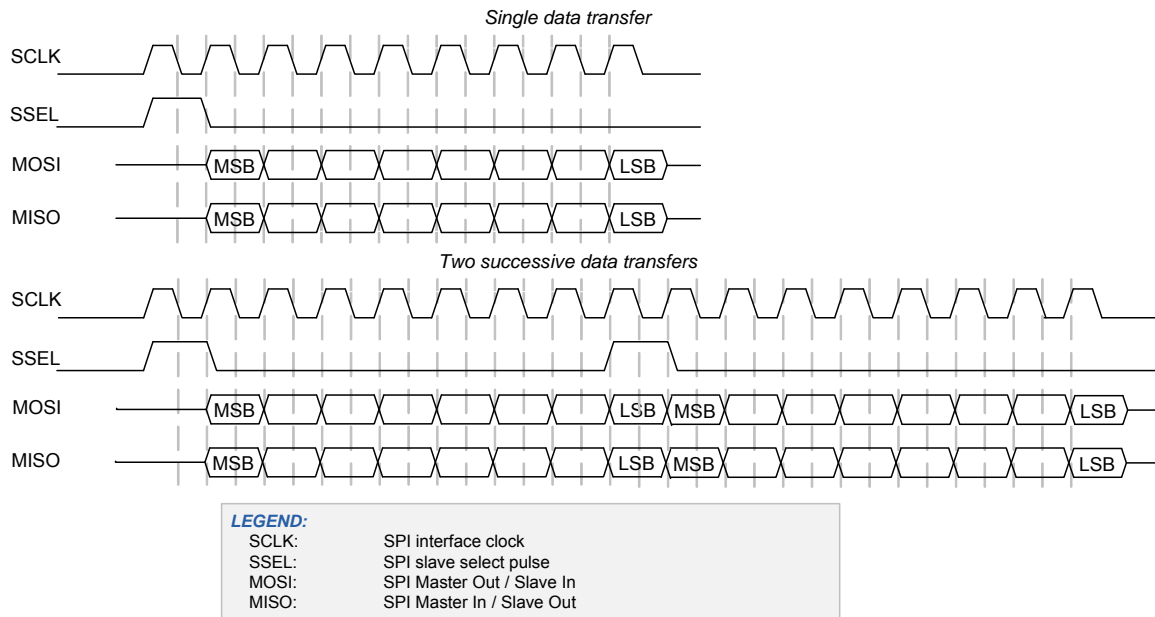 Single data transfer
SCLK
SSEL
MOSI MSB LSB
MISO MSB LSB
Two successive data transfers
SCLK
SSEL
MOSI MSB LSB MSB LSB
MISO MSB LSB MSB LSB
LEGEND:
SCLK: SPI interface clock
SSEL: SPI slave select pulse
MOSI: SPI Master Out / Slave In
MISO: SPI Master In / Slave Out